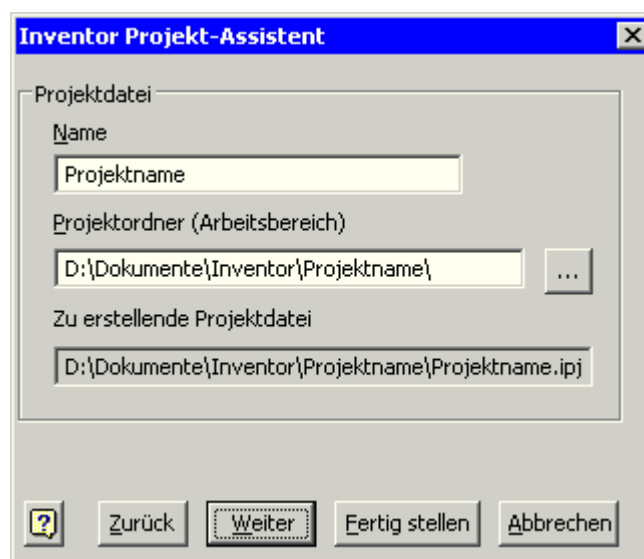 Inventor Projekt-Assistent
Projektdatei
Name
Projektname
Projektordner (Arbeitsbereich)
D:\Dokumente\Inventor\Projektname\
...
Zu erstellende Projektdatei
D:\Dokumente\Inventor\Projektname\Projektname.ipj
? Zurück Weiter Fertig stellen Abbrechen